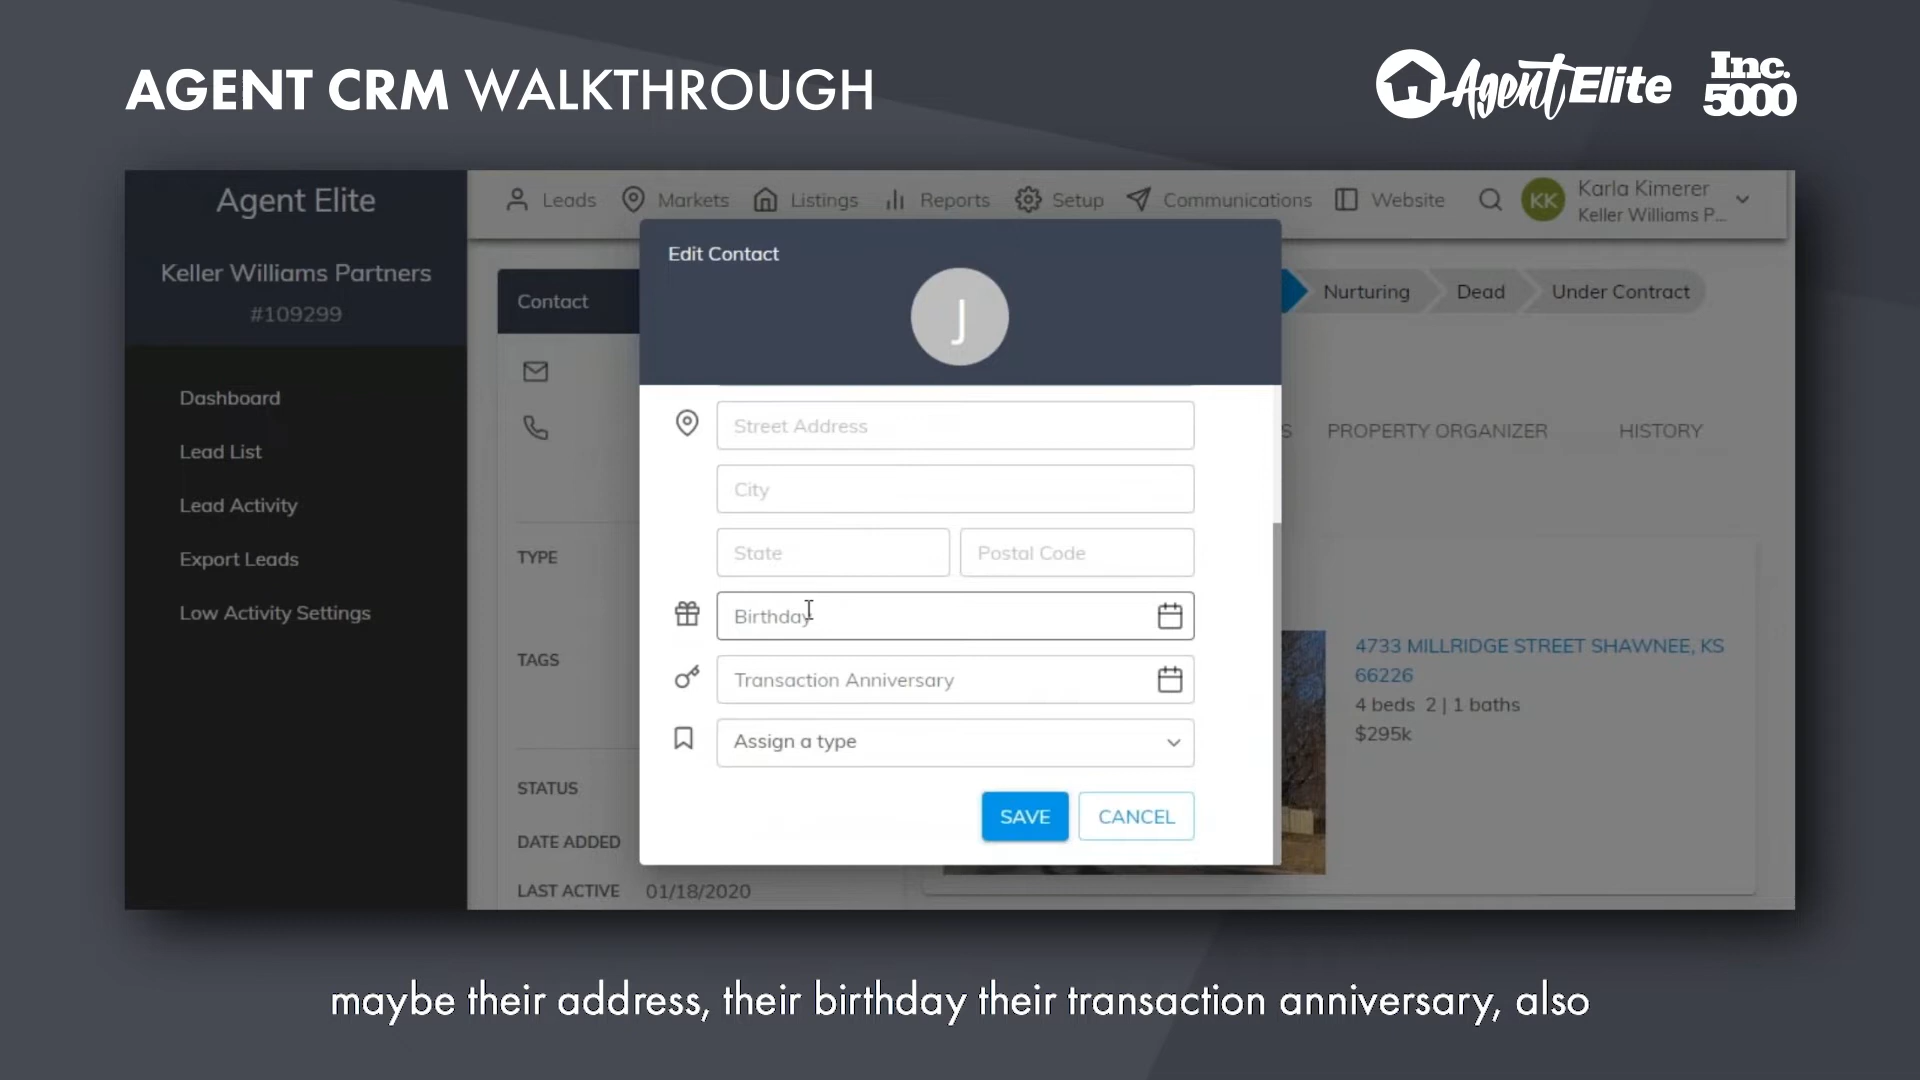 AGENT CRM WALKTHROUGH
AgentElite
Inc.
5000
Agent Elite
Keller Williams Partners
#109299
Dashboard
Lead List
Lead Activity
Export Leads
Low Activity Settings
Leads
Markets
Listings
Reports
Setup
Communications
Website
KK
Karla Kimerer
Keller Williams P...
Contact
TYPE
TAGS
STATUS
DATE ADDED
LAST ACTIVE 01/18/2020
Edit Contact
J
Street Address
City
State
Postal Code
Birthday
Transaction Anniversary
Assign a type
SAVE
CANCEL
Nurturing
Dead
Under Contract
S
PROPERTY ORGANIZER
HISTORY
4733 MILLRIDGE STREET SHAWNEE, KS
66226
4 beds 2 | 1 baths
$295k
maybe their address, their birthday their transaction anniversary, also